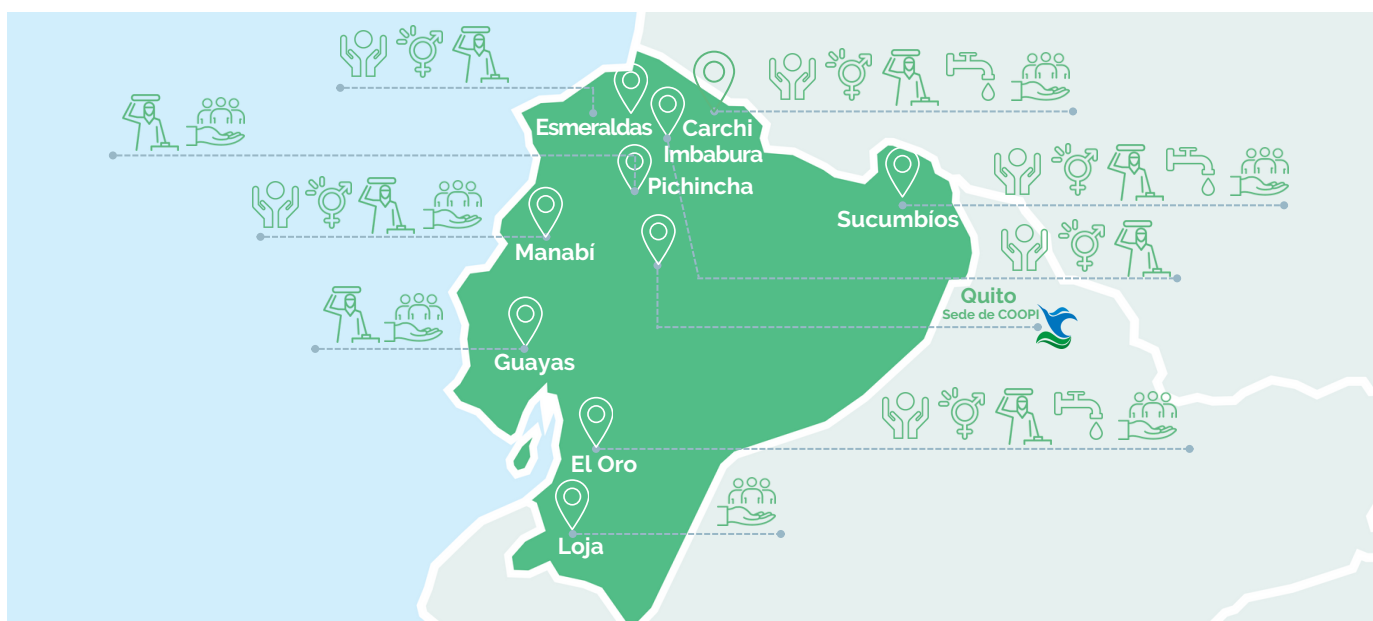 Esmeraldas
Carchi
Imbabura
Pichincha
Sucumbíos
Manabí
Quito
Sede de COOPI
Guayas
El Oro
Loja